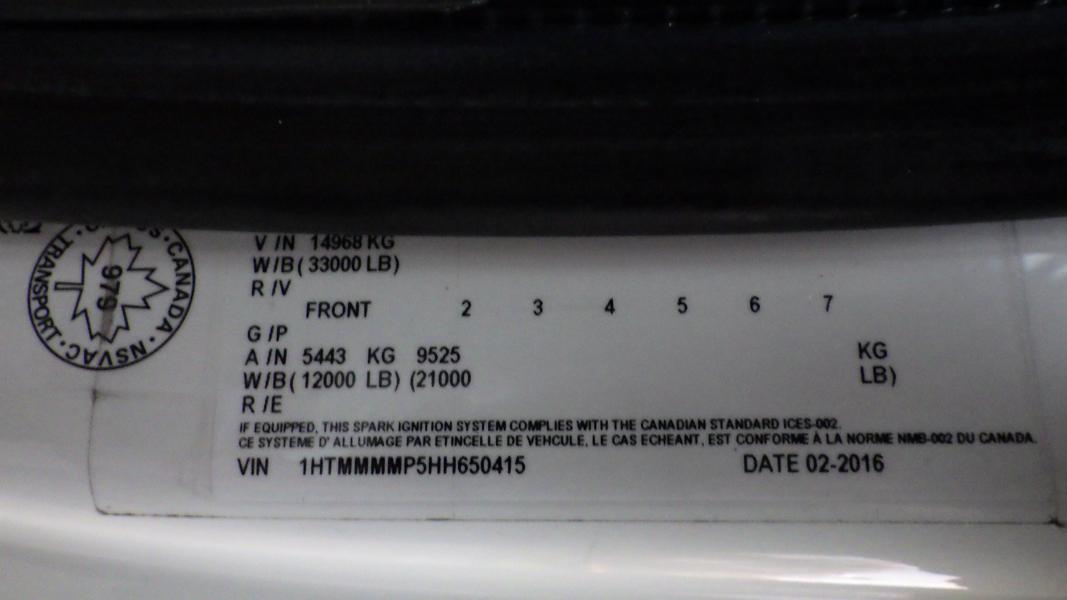 V /N 14968 KG
W/B( 33000 LB)
R /V
FRONT 2 3 4 5 6 7
G /P
A /N 5443 KG 9525 KG
W/B( 12000 LB) (21000 LB)
R /E
IF EQUIPPED, THIS SPARK IGNITION SYSTEM COMPLIES WITH THE CANADIAN STANDARD ICES-002.
CE SYSTEME D' ALLUMAGE PAR ETINCELLE DE VEHCULE, LE CAS ECHEANT, EST CONFORME À LA NORME NMB-002 DU CANADA.
VIN 1HTMMMMP5HH650415 DATE 02-2016
CANADA · TRANSPORT · NSVAC ·
979